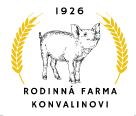 1926
RODINNÁ FARMA
KONVALINOVI